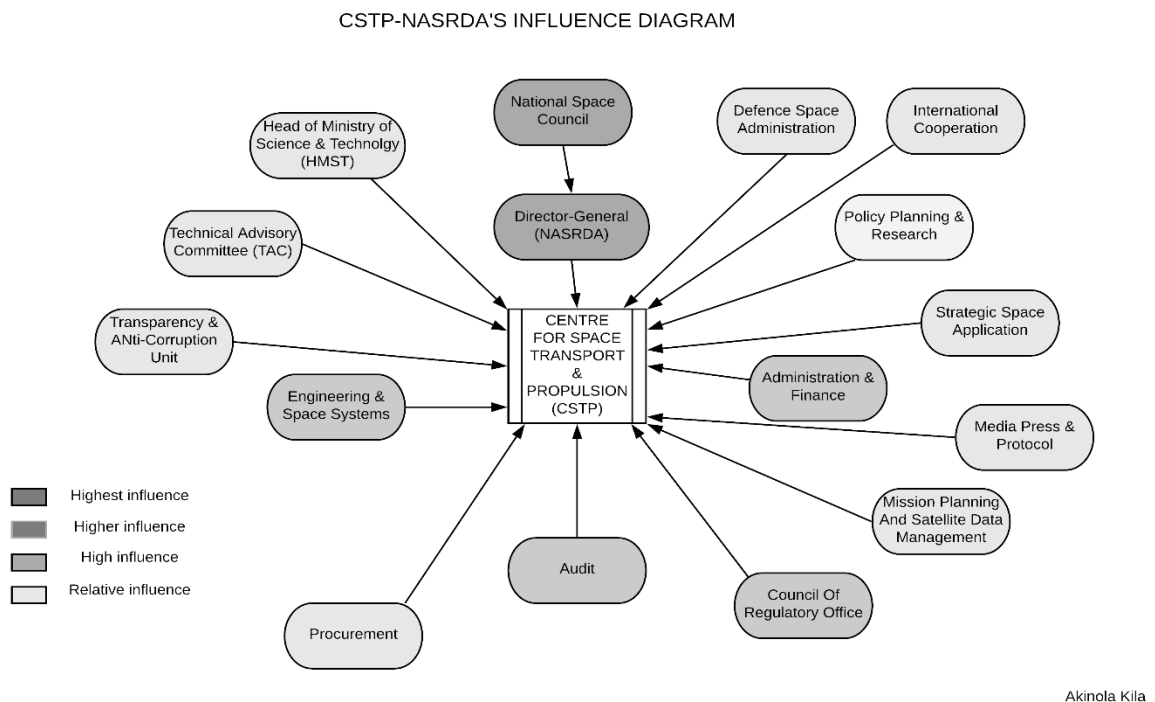 CSTP-NASRDA'S INFLUENCE DIAGRAM
National Space
Council
Defence Space
Administration
International
Cooperation
Head of Ministry of
Science & Technolgy
(HMST)
Director-General
(NASRDA)
Policy Planning &
Research
Technical Advisory
Committee (TAC)
Transparency &
ANti-Corruption
Unit
CENTRE
FOR SPACE
TRANSPORT
&
PROPULSION
(CSTP)
Strategic Space
Application
Engineering &
Space Systems
Administration &
Finance
Media Press &
Protocol
Mission Planning
And Satellite Data
Management
Highest influence
Higher influence
High influence
Relative influence
Audit
Council Of
Regulatory Office
Procurement
Akinola Kila